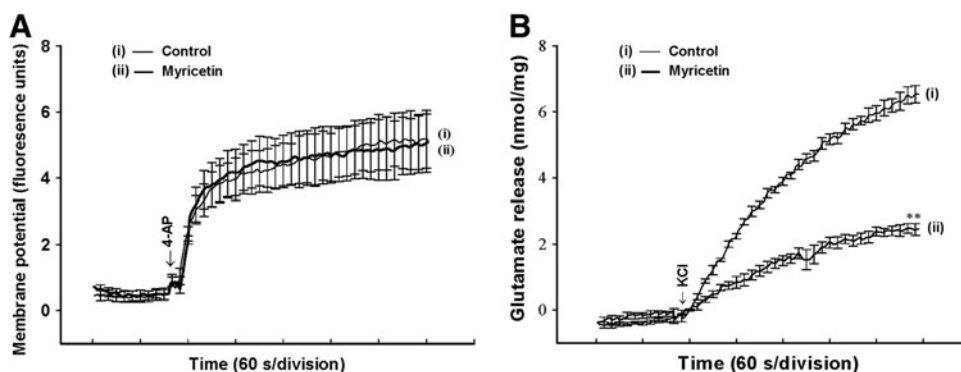 A
Membrane potential (fluoresence units)
8
6
4
2
0
(i) Control
(ii) Myricetin
4-AP
(i)
(ii)
Time (60 s/division)
B
Glutamate release (nmol/mg)
8
6
4
2
0
(i) Control
(ii) Myricetin
KCl
(i)
**
(ii)
Time (60 s/division)